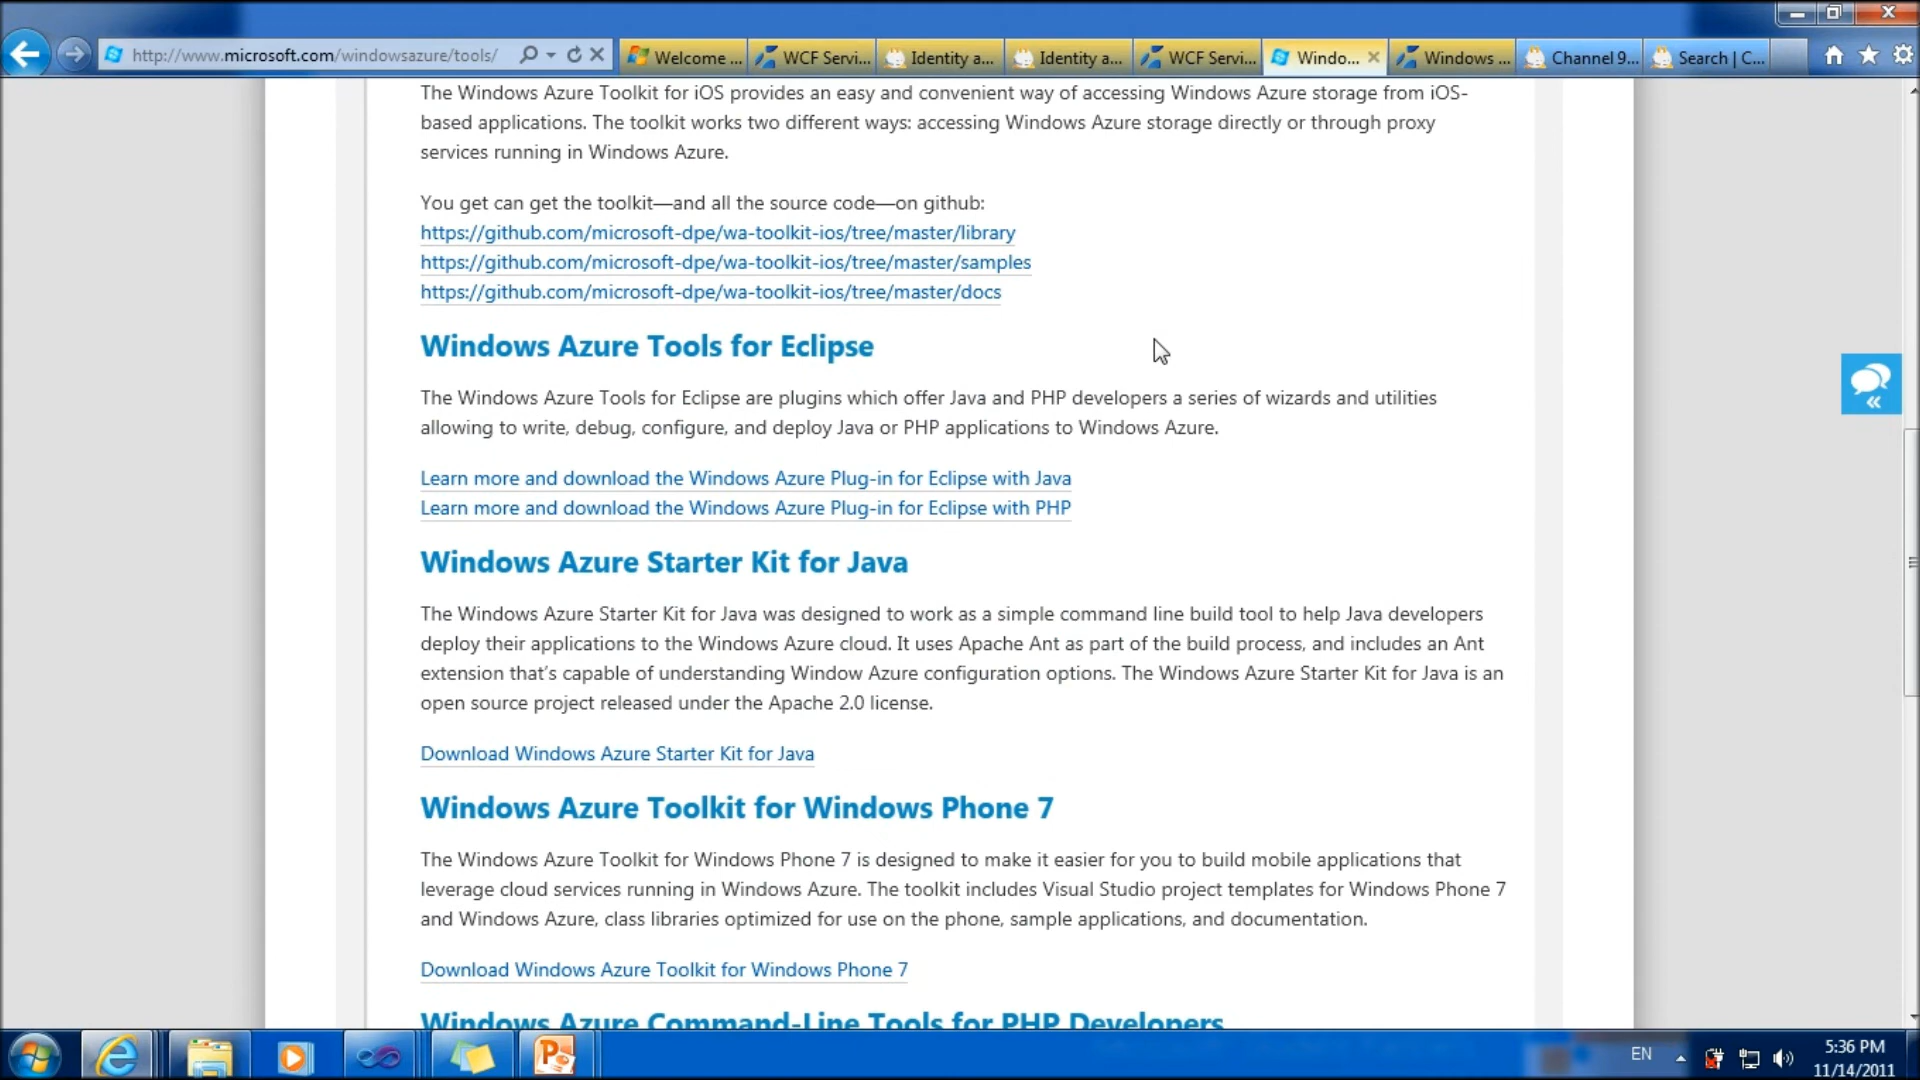 http://www.microsoft.com/windowsazure/tools/
Welcome ...
WCF Servi...
Identity a...
Identity a...
WCF Servi...
Windo...
Windows ...
Channel 9...
Search | C...
The Windows Azure Toolkit for iOS provides an easy and convenient way of accessing Windows Azure storage from iOS-
based applications. The toolkit works two different ways: accessing Windows Azure storage directly or through proxy
services running in Windows Azure.
You get can get the toolkit—and all the source code—on github:
https://github.com/microsoft-dpe/wa-toolkit-ios/tree/master/library
https://github.com/microsoft-dpe/wa-toolkit-ios/tree/master/samples
https://github.com/microsoft-dpe/wa-toolkit-ios/tree/master/docs
Windows Azure Tools for Eclipse
The Windows Azure Tools for Eclipse are plugins which offer Java and PHP developers a series of wizards and utilities
allowing to write, debug, configure, and deploy Java or PHP applications to Windows Azure.
Learn more and download the Windows Azure Plug-in for Eclipse with Java
Learn more and download the Windows Azure Plug-in for Eclipse with PHP
Windows Azure Starter Kit for Java
The Windows Azure Starter Kit for Java was designed to work as a simple command line build tool to help Java developers
deploy their applications to the Windows Azure cloud. It uses Apache Ant as part of the build process, and includes an Ant
extension that's capable of understanding Window Azure configuration options. The Windows Azure Starter Kit for Java is an
open source project released under the Apache 2.0 license.
Download Windows Azure Starter Kit for Java
Windows Azure Toolkit for Windows Phone 7
The Windows Azure Toolkit for Windows Phone 7 is designed to make it easier for you to build mobile applications that
leverage cloud services running in Windows Azure. The toolkit includes Visual Studio project templates for Windows Phone 7
and Windows Azure, class libraries optimized for use on the phone, sample applications, and documentation.
Download Windows Azure Toolkit for Windows Phone 7
Windows Azure Command-Line Tools for PHP Developers
EN
5:36 PM
11/14/2011